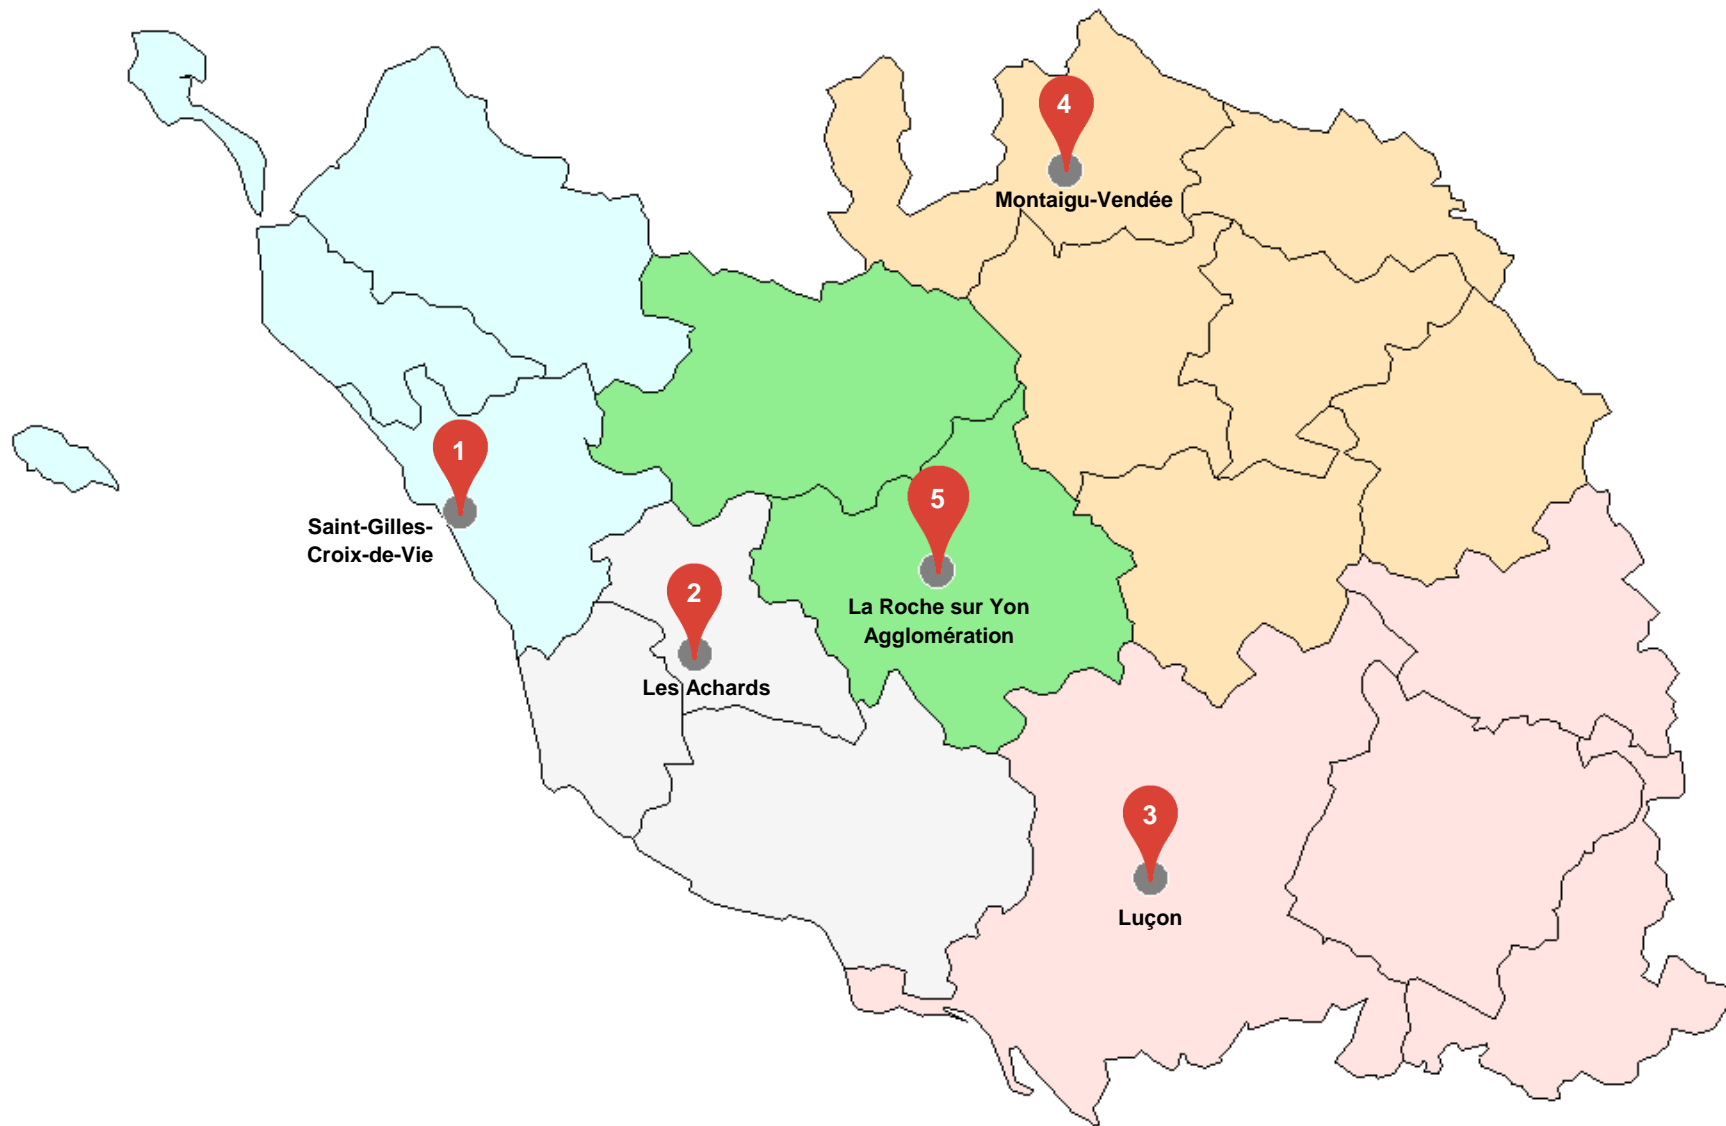 4
Montaigu-Vendée
1
Saint-Gilles-
Croix-de-Vie
5
La Roche sur Yon
Agglomération
2
Les Achards
3
Luçon